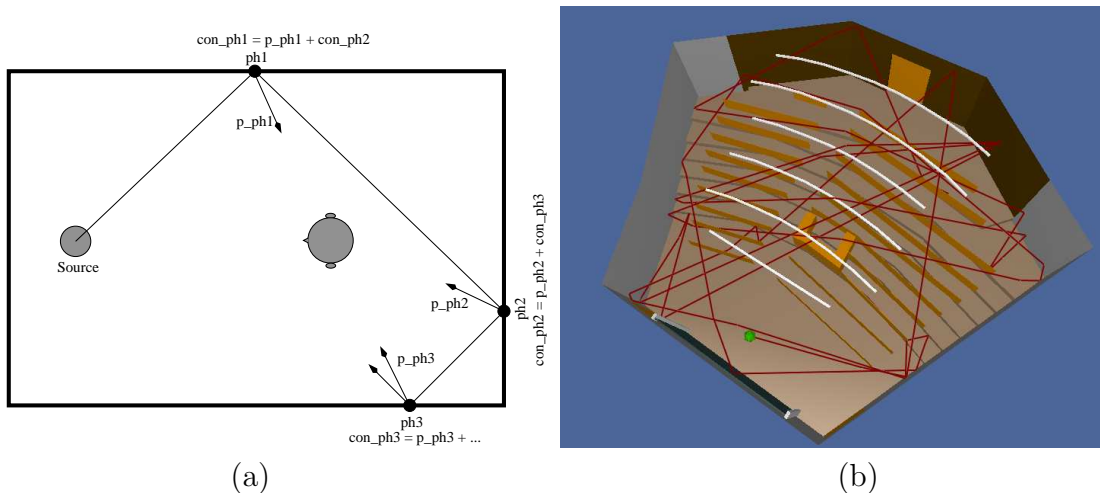 con_ph1 = p_ph1 + con_ph2
ph1
p_ph1
Source
p_ph2
ph2
con_ph2 = p_ph2 + con_ph3
p_ph3
ph3
con_ph3 = p_ph3 + ...
(a)
(b)